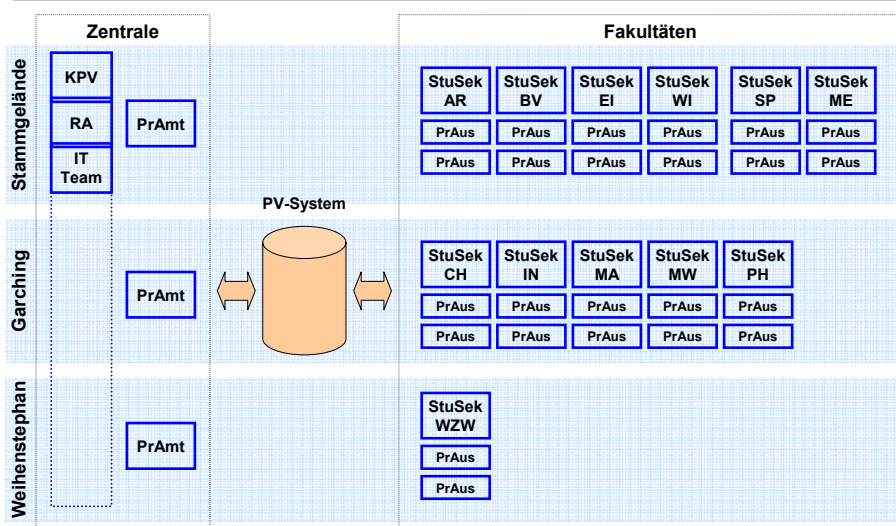 Zentrale
Fakultäten
Stammgelände
KPV
RA
IT
Team
PrAmt
StuSek
AR
StuSek
BV
StuSek
EI
StuSek
WI
StuSek
SP
StuSek
ME
PrAus
PrAus
PrAus
PrAus
PrAus
PrAus
PrAus
PrAus
PrAus
PrAus
PrAus
PrAus
PV-System
Garching
PrAmt
StuSek
CH
StuSek
IN
StuSek
MA
StuSek
MW
StuSek
PH
PrAus
PrAus
PrAus
PrAus
PrAus
PrAus
PrAus
PrAus
PrAus
PrAus
Weihenstephan
PrAmt
StuSek
WZW
PrAus
PrAus